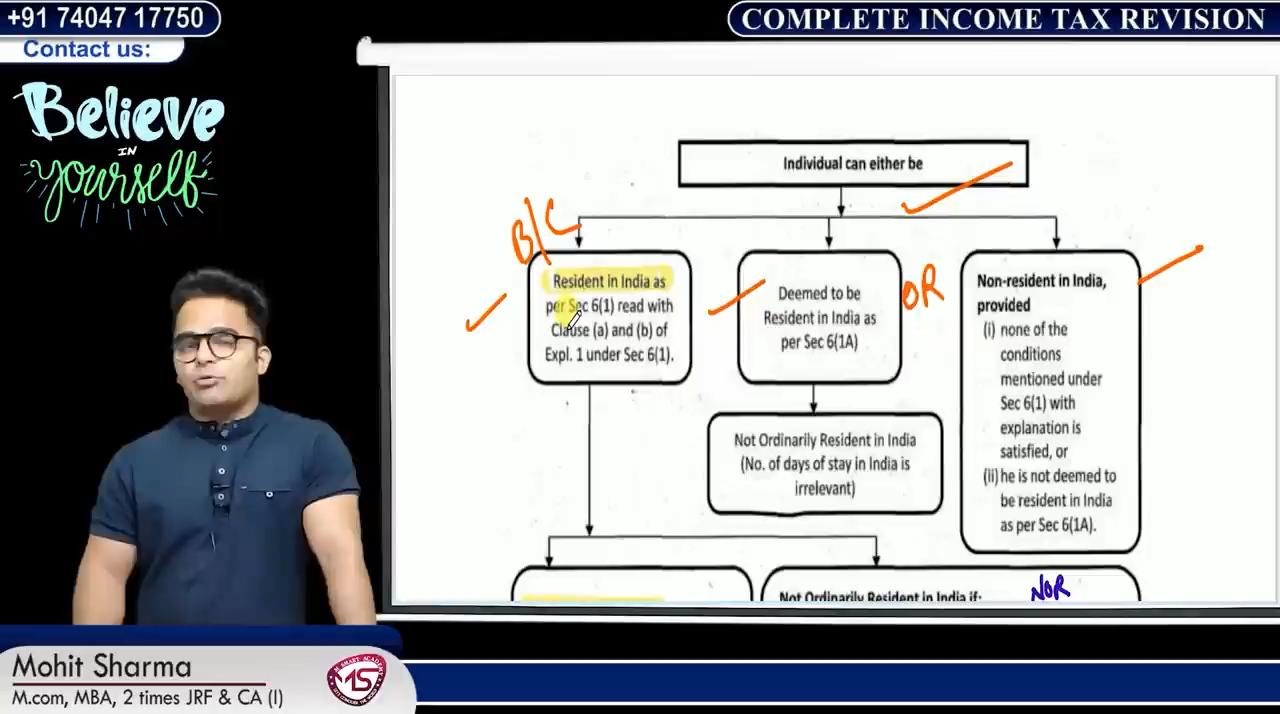 +91 74047 17750
Contact us:
COMPLETE INCOME TAX REVISION
Believe
IN
yourself
Individual can either be
B/C
Resident in India as
per Sec 6(1) read with
Clause (a) and (b) of
Expl. 1 under Sec 6(1).
Deemed to be
Resident in India as
per Sec 6(1A)
OR
Non-resident in India,
provided
(i) none of the
conditions
mentioned under
Sec 6(1) with
explanation is
satisfied, or
(ii) he is not deemed to
be resident in India
as per Sec 6(1A).
Not Ordinarily Resident in India
(No. of days of stay in India is
irrelevant)
Not Ordinarily Resident in India if:
NOR
Mohit Sharma
M.com, MBA, 2 times JRF & CA (I)
MS